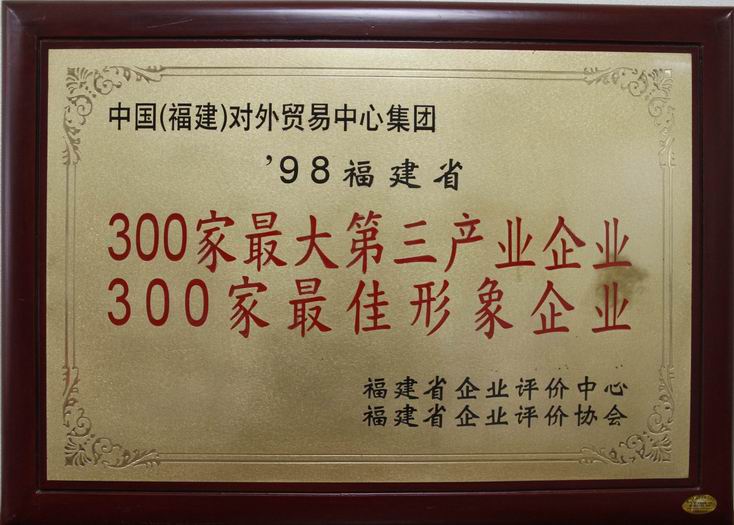 中国(福建)对外贸易中心集团
'98福建省
300家最大第三产业企业
300家最佳形象企业
福建省企业评价中心
福建省企业评价协会